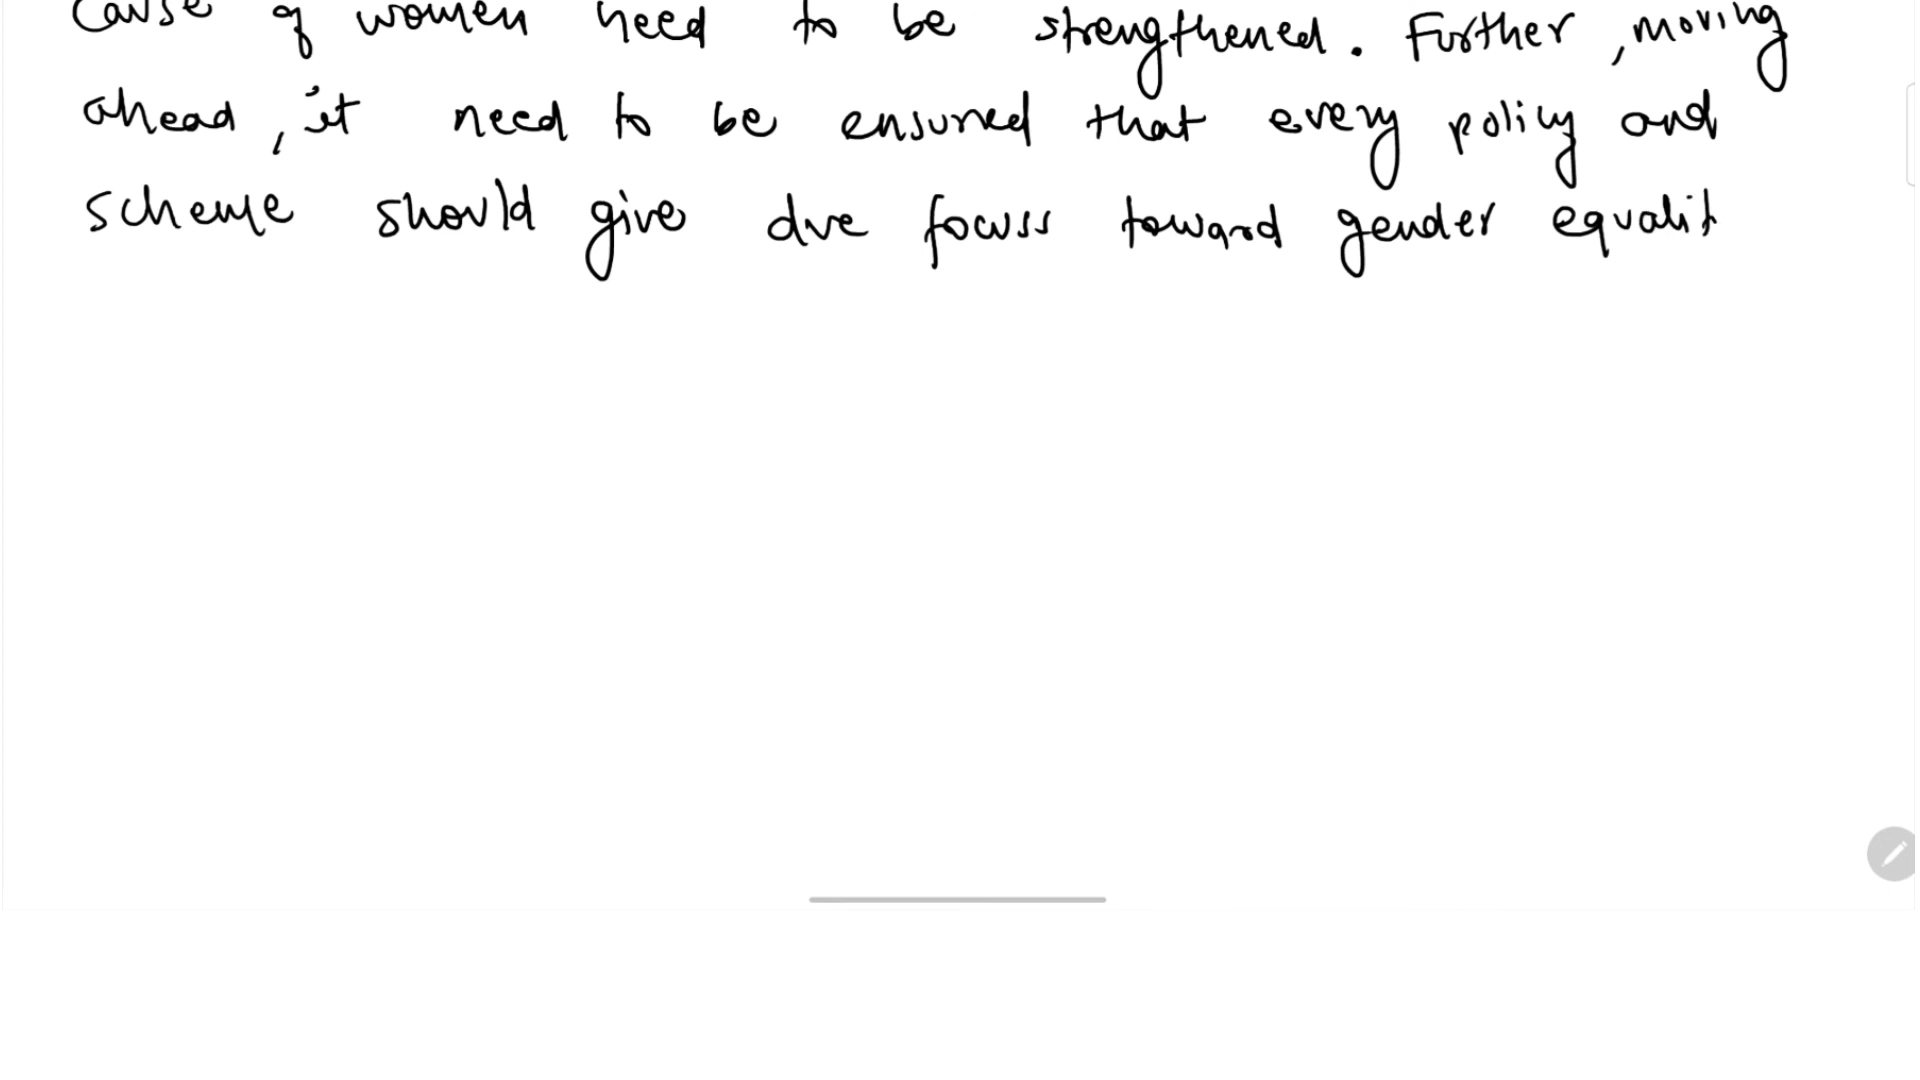 cause of women need to be strengthened. Further, moving
ahead, it need to be ensured that every policy and
scheme should give due focuss toward gender equalit